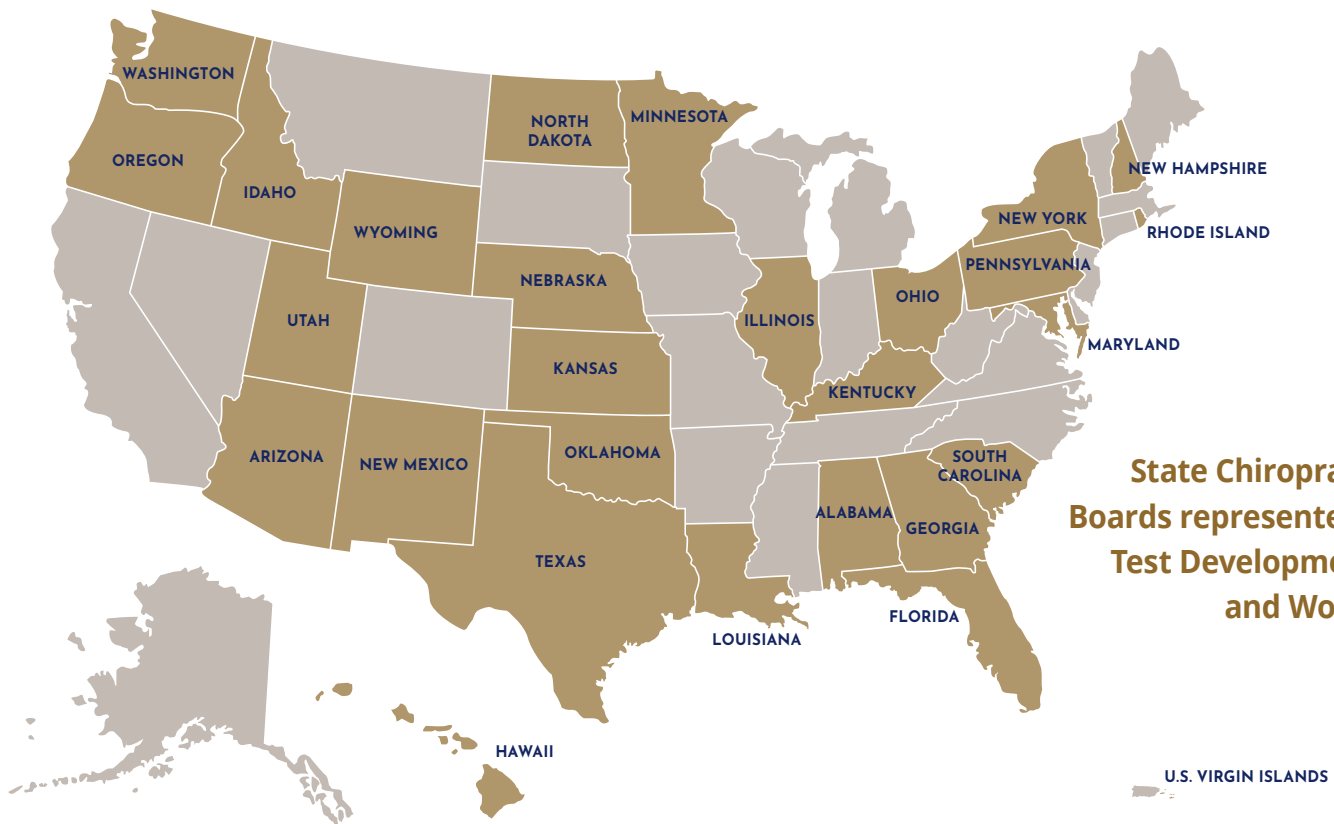 WASHINGTON
NORTH
DAKOTA
MINNESOTA
OREGON
IDAHO
NEW HAMPSHIRE
WYOMING
NEW YORK
RHODE ISLAND
PENNSYLVANIA
NEBRASKA
OHIO
UTAH
ILLINOIS
MARYLAND
KANSAS
KENTUCKY
ARIZONA
NEW MEXICO
OKLAHOMA
SOUTH
CAROLINA
State Chiropra
Boards represente
ALABAMA
GEORGIA
Test Developme
TEXAS
and Wo
FLORIDA
LOUISIANA
HAWAII
U.S. VIRGIN ISLANDS